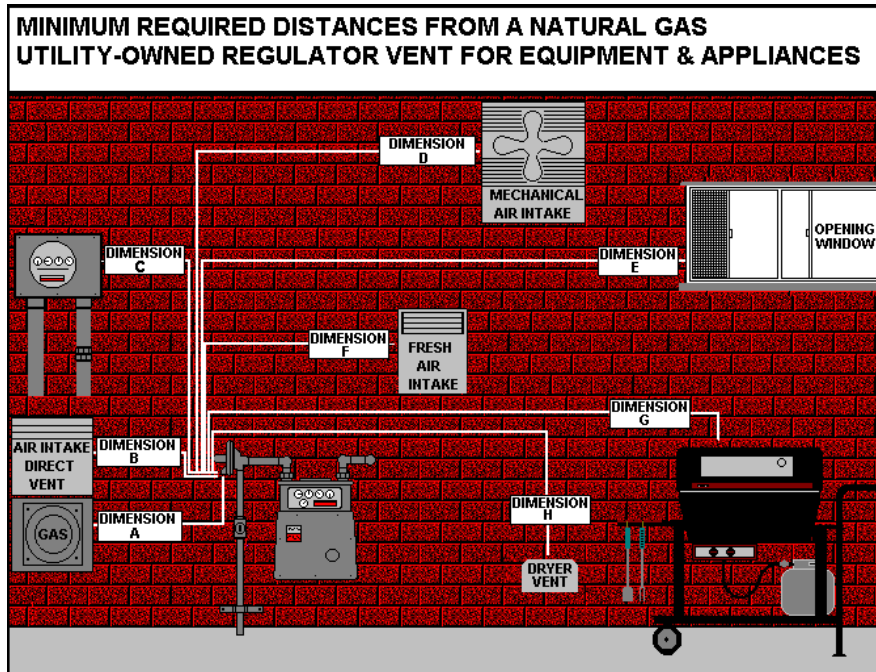 MINIMUM REQUIRED DISTANCES FROM A NATURAL GAS
UTILITY-OWNED REGULATOR VENT FOR EQUIPMENT & APPLIANCES
DIMENSION
D
MECHANICAL
AIR INTAKE
OPENING
WINDOW
DIMENSION
C
DIMENSION
E
DIMENSION
F
FRESH
AIR
INTAKE
DIMENSION
G
AIR INTAKE
DIRECT
VENT
DIMENSION
B
GAS
DIMENSION
A
DIMENSION
H
DRYER
VENT